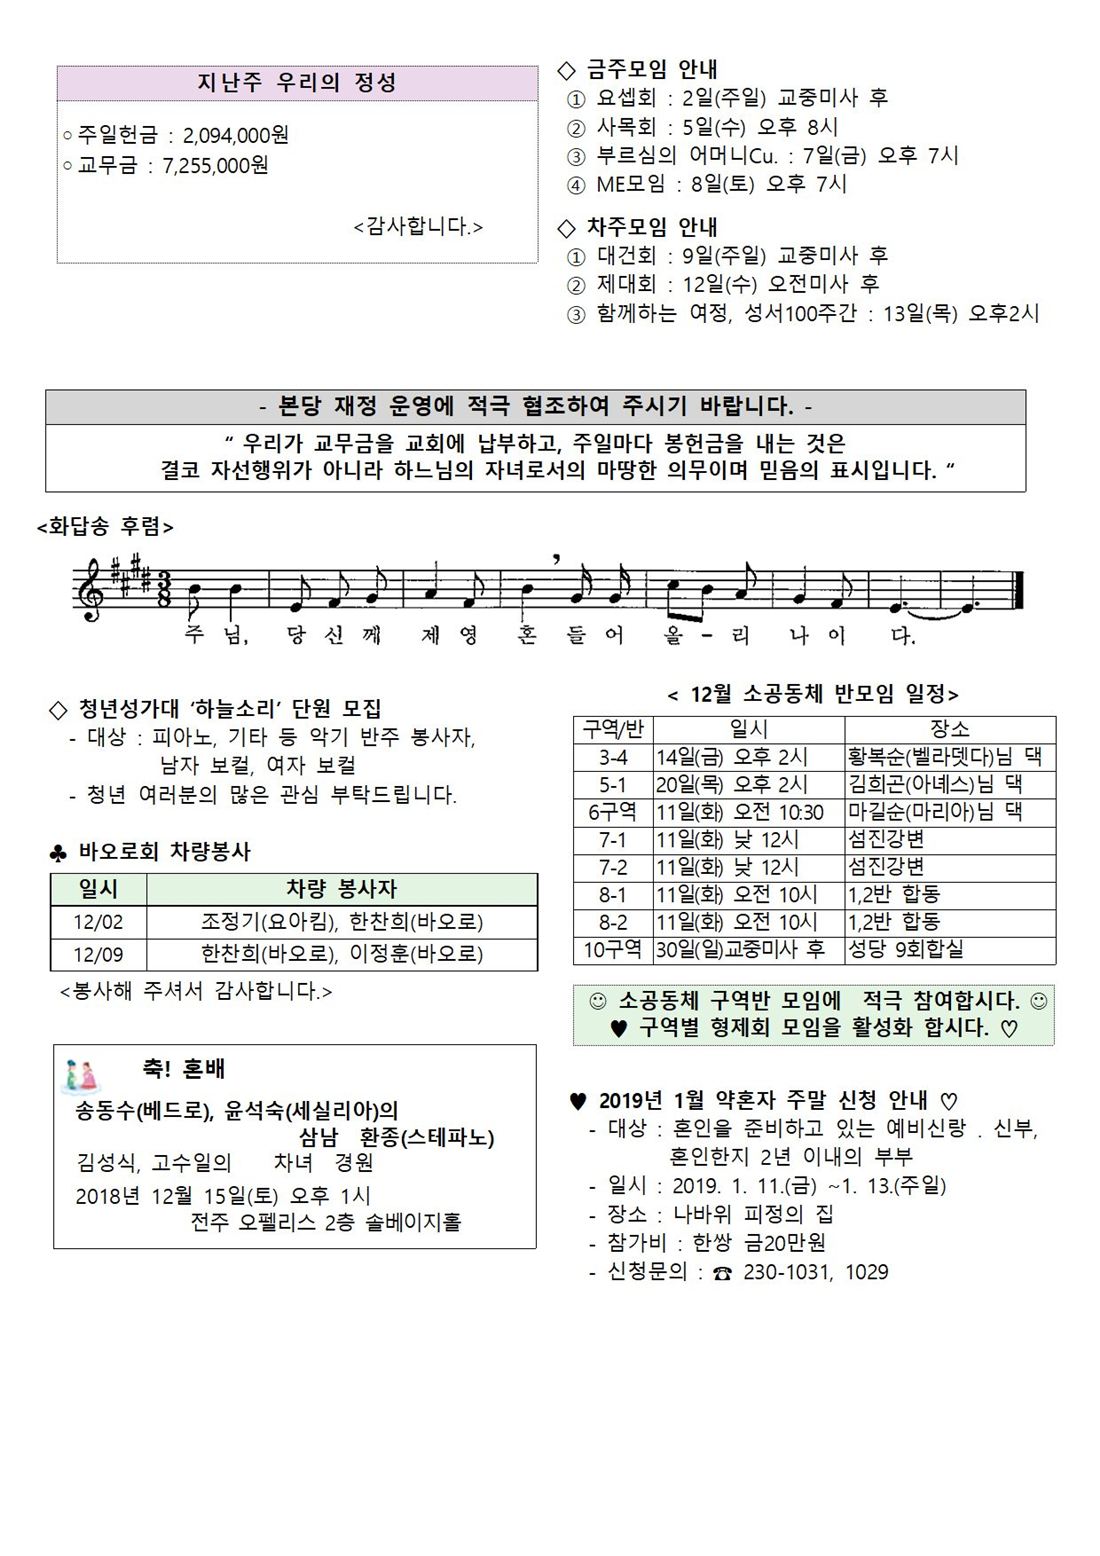 지난주 우리의 정성
○ 주일헌금 : 2,094,000원
○ 교무금 : 7,255,000원
<감사합니다.>
◇ 금주모임 안내
① 요셉회 : 2일(주일) 교중미사 후
② 사목회 : 5일(수) 오후 8시
③ 부르심의 어머니Cu. : 7일(금) 오후 7시
④ ME모임 : 8일(토) 오후 7시
◇ 차주모임 안내
① 대건회 : 9일(주일) 교중미사 후
② 제대회 : 12일(수) 오전미사 후
③ 함께하는 여정, 성서100주간 : 13일(목) 오후2시
- 본당 재정 운영에 적극 협조하여 주시기 바랍니다. -
“ 우리가 교무금을 교회에 납부하고, 주일마다 봉헌금을 내는 것은
결코 자선행위가 아니라 하느님의 자녀로서의 마땅한 의무이며 믿음의 표시입니다. “
<화답송 후렴>
3
8
주 님, 당 신 께 제 영 혼 들 어 올 - 리 나 이 다.
◇ 청년성가대 ‘하늘소리’ 단원 모집
- 대상 : 피아노, 기타 등 악기 반주 봉사자,
남자 보컬, 여자 보컬
- 청년 여러분의 많은 관심 부탁드립니다.
♣ 바오로회 차량봉사
일시 차량 봉사자
12/02 조정기(요아킴), 한찬희(바오로)
12/09 한찬희(바오로), 이정훈(바오로)
<봉사해 주셔서 감사합니다.>
축! 혼배
송동수(베드로), 윤석숙(세실리아)의
삼남 환종(스테파노)
김성식, 고수일의 차녀 경원
2018년 12월 15일(토) 오후 1시
전주 오펠리스 2층 솔베이지홀
< 12월 소공동체 반모임 일정>
구역/반 일시 장소
3-4 14일(금) 오후 2시 황복순(벨라뎃다)님 댁
5-1 20일(목) 오후 2시 김희곤(아녜스)님 댁
6구역 11일(화) 오전 10:30 마길순(마리아)님 댁
7-1 11일(화) 낮 12시 섬진강변
7-2 11일(화) 낮 12시 섬진강변
8-1 11일(화) 오전 10시 1,2반 합동
8-2 11일(화) 오전 10시 1,2반 합동
10구역 30일(일)교중미사 후 성당 9회합실
☺ 소공동체 구역반 모임에 적극 참여합시다. ☺
♥ 구역별 형제회 모임을 활성화 합시다. ♡
♥ 2019년 1월 약혼자 주말 신청 안내 ♡
- 대상 : 혼인을 준비하고 있는 예비신랑 . 신부,
혼인한지 2년 이내의 부부
- 일시 : 2019. 1. 11.(금) ~1. 13.(주일)
- 장소 : 나바위 피정의 집
- 참가비 : 한쌍 금20만원
- 신청문의 : ☎ 230-1031, 1029